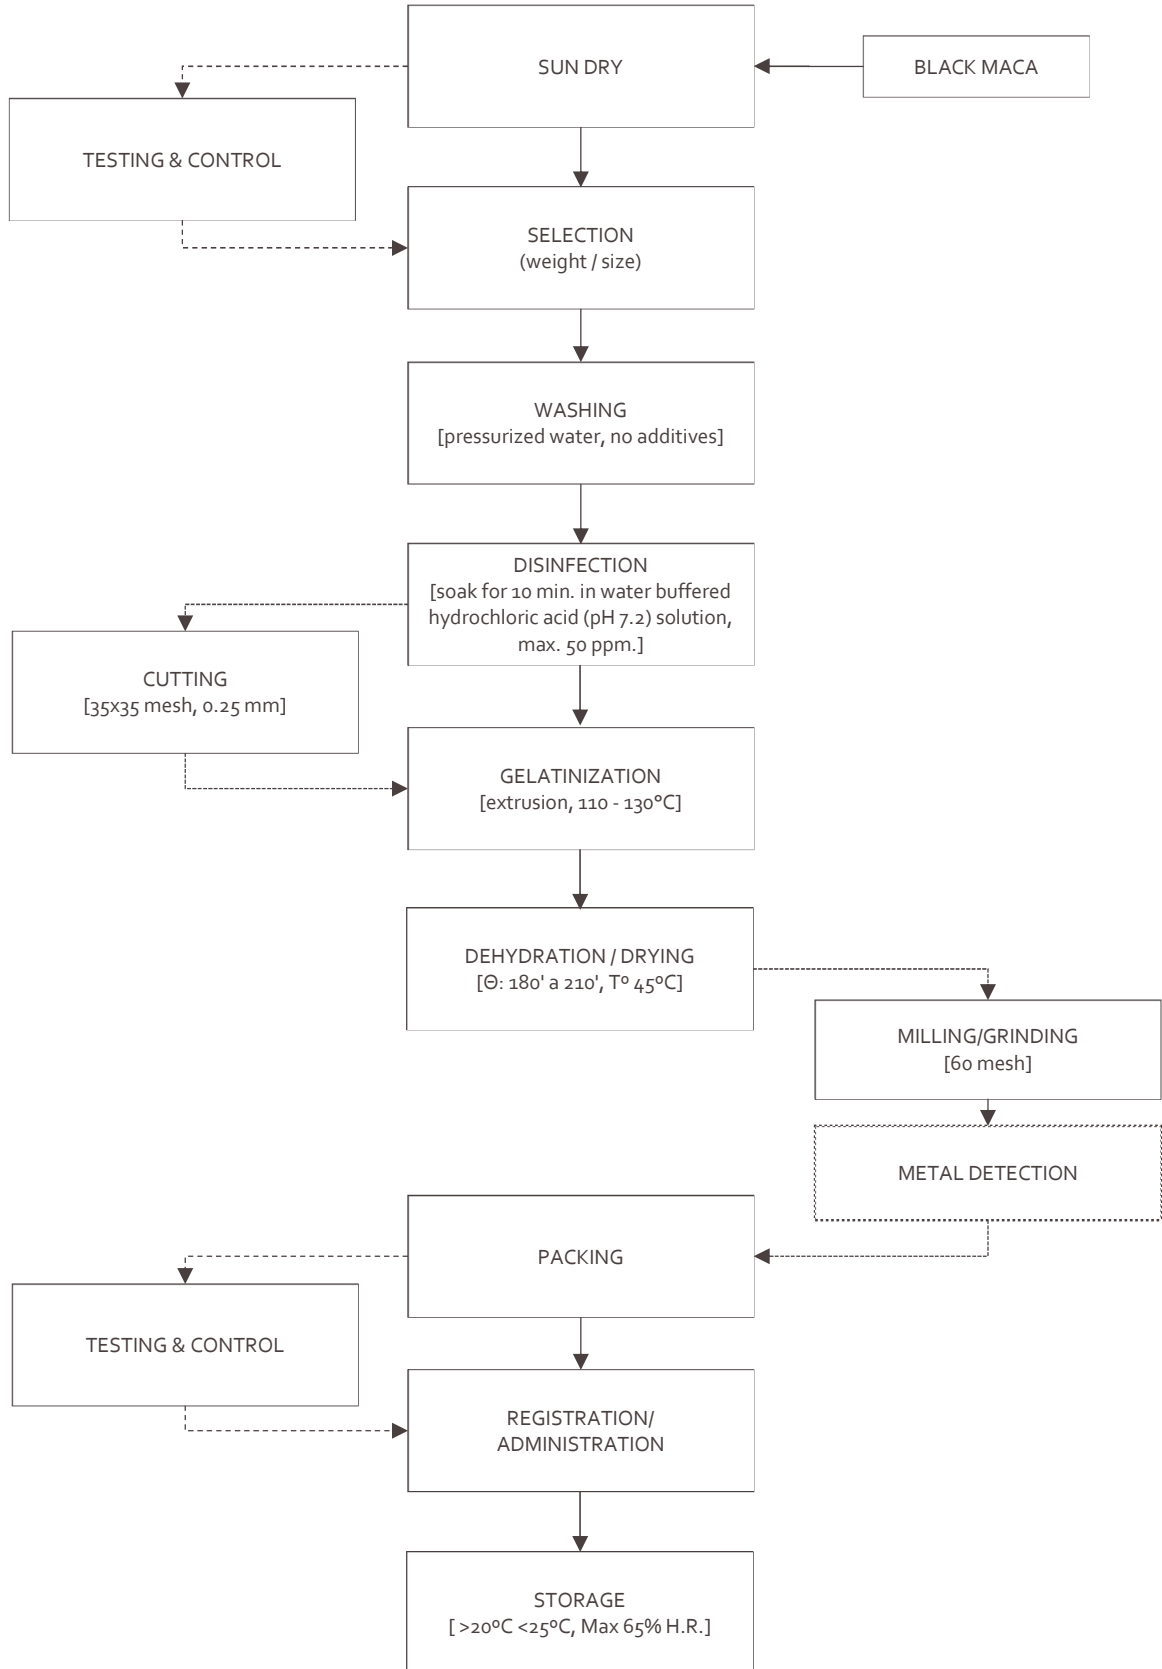 SUN DRY
BLACK MACA
TESTING & CONTROL
SELECTION
(weight / size)
WASHING
[pressurized water, no additives]
DISINFECTION
[soak for 10 min. in water buffered
hydrochloric acid (pH 7.2) solution,
max. 50 ppm.]
CUTTING
[35x35 mesh, 0.25 mm]
GELATINIZATION
[extrusion, 110 - 130°C]
DEHYDRATION / DRYING
[Θ: 180' a 210', Tº 45ºC]
MILLING/GRINDING
[60 mesh]
METAL DETECTION
PACKING
TESTING & CONTROL
REGISTRATION/
ADMINISTRATION
STORAGE
[ >20ºC <25ºC, Max 65% H.R.]